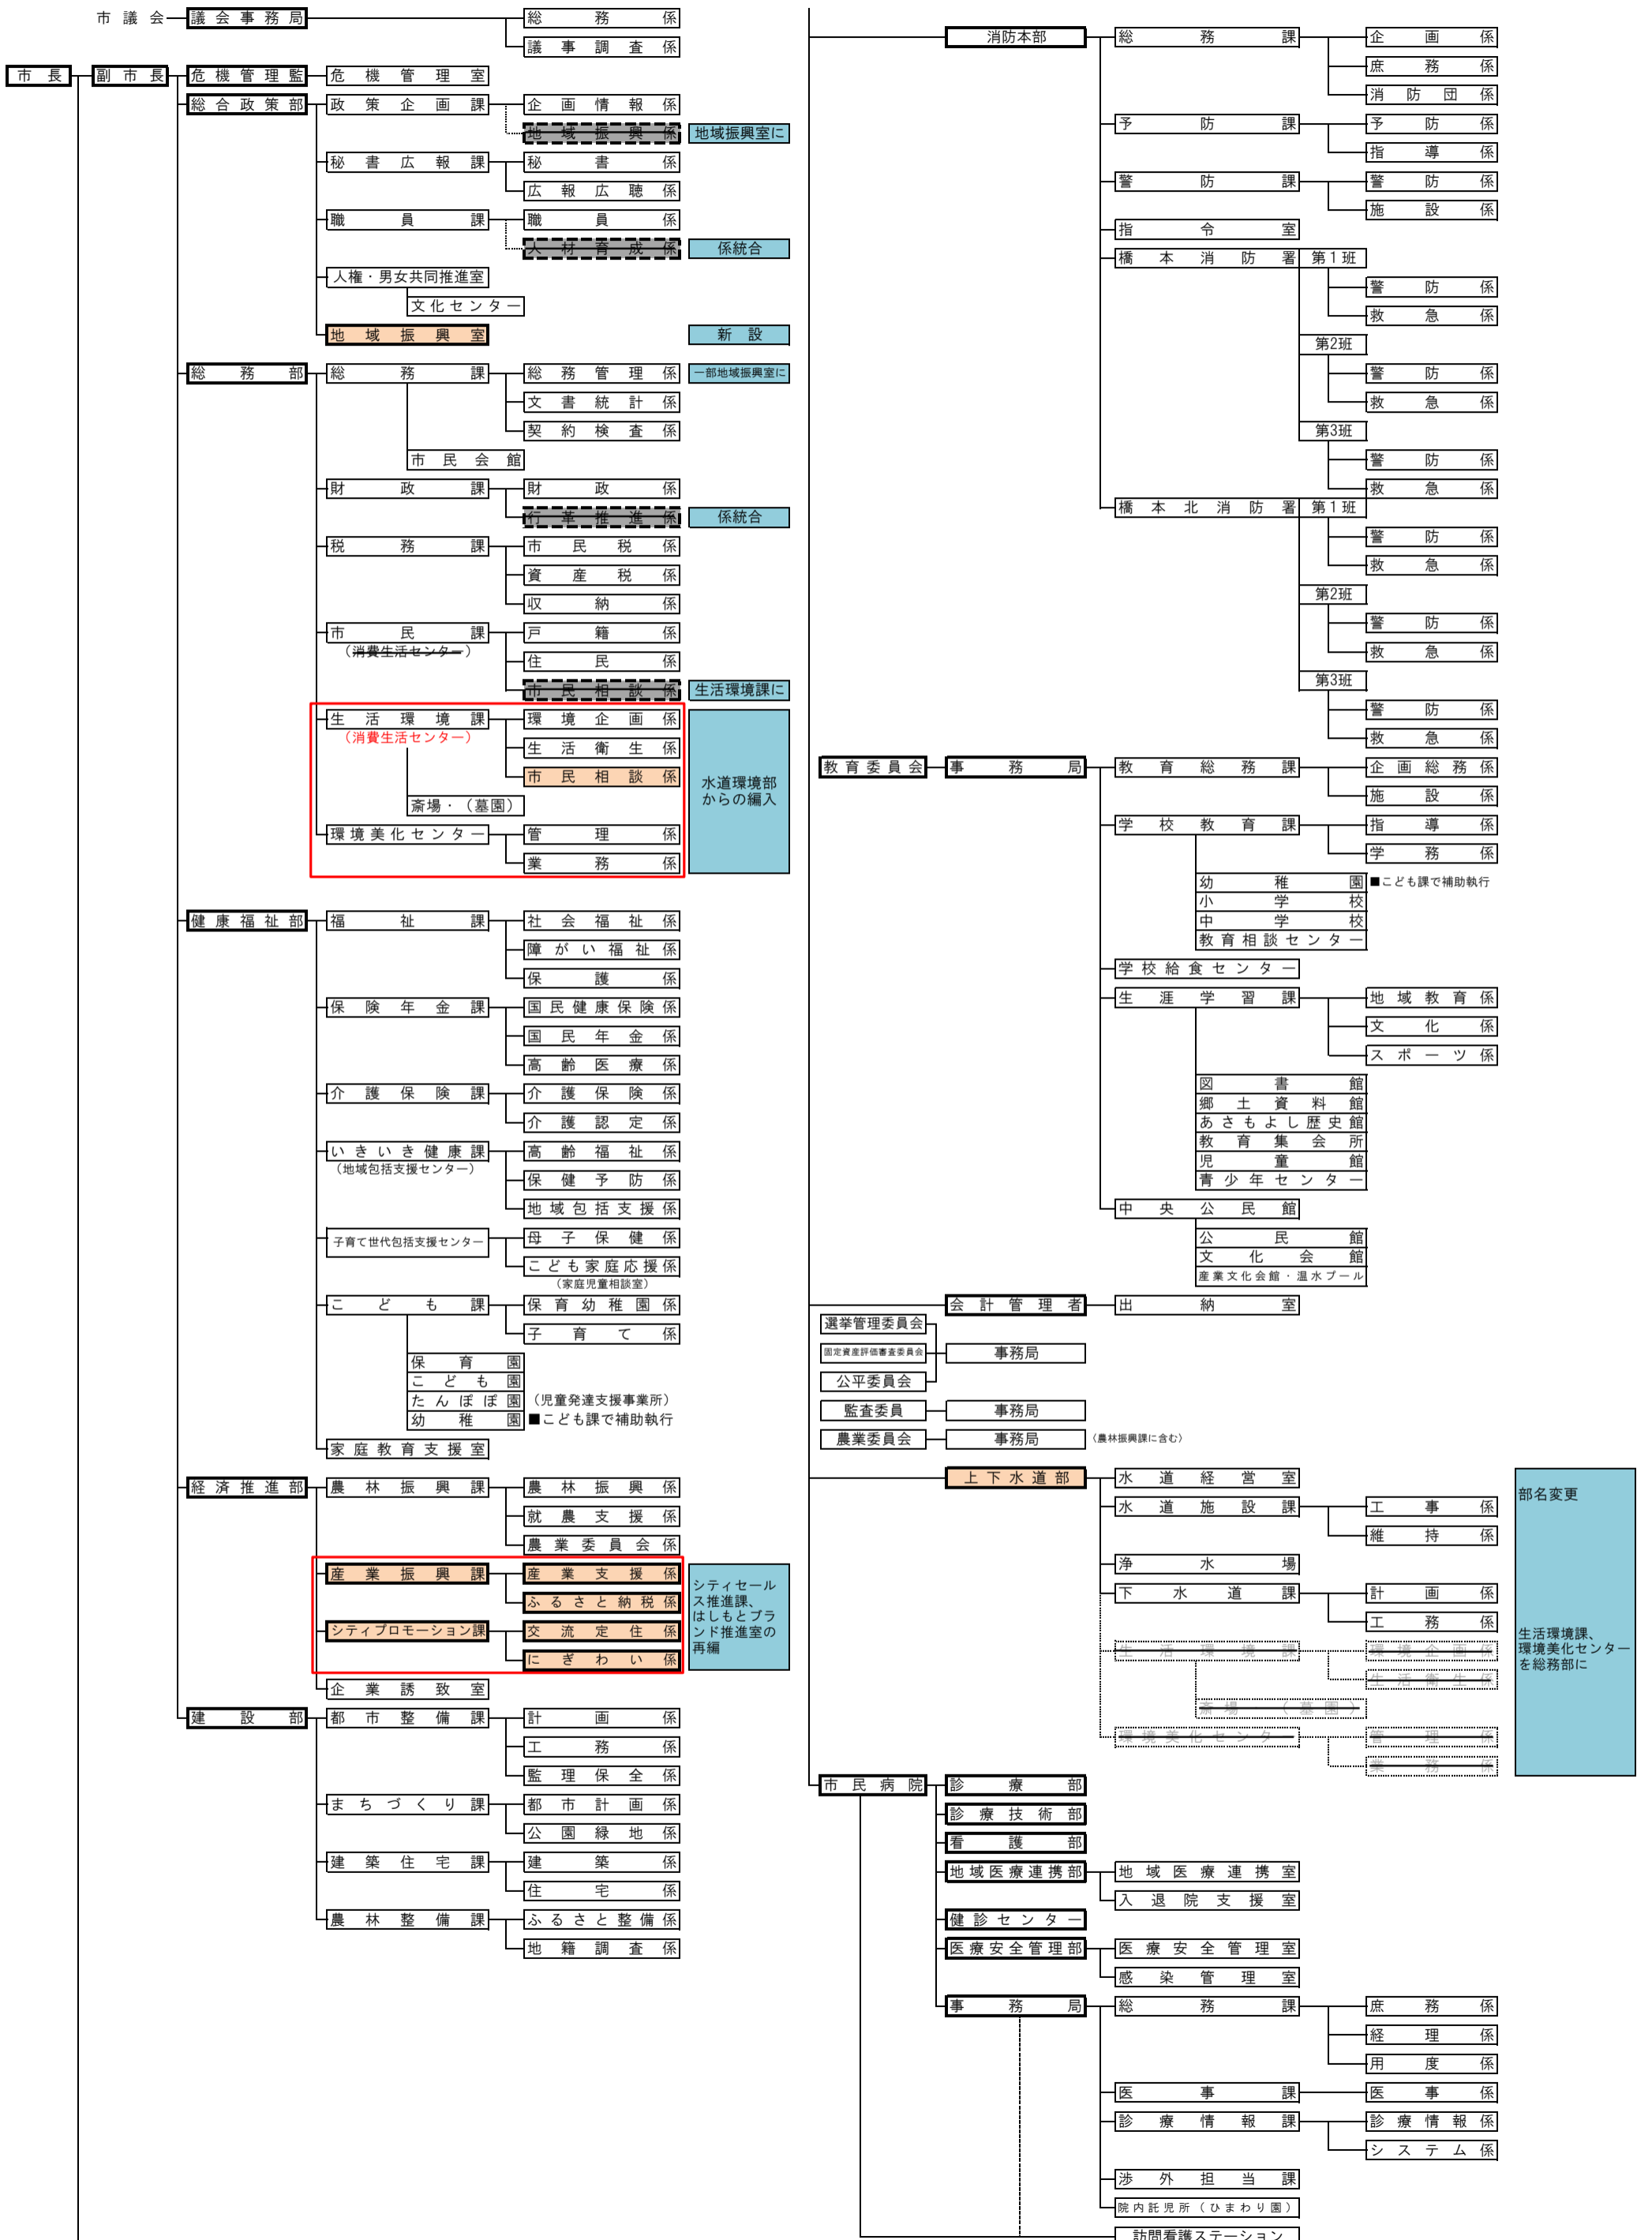 市議会
議会事務局
総務係
議事調査係
市長
副市長
危機管理監
危機管理室
総合政策部
政策企画課
企画情報係
地域振興係
地域振興室に
秘書広報課
秘書係
広報広聴係
職員課
職員係
人材育成係
係統合
人権・男女共同推進室
文化センター
地域振興室
新設
総務部
総務課
総務管理係
一部地域振興室に
文書統計係
契約検査係
市民会館
財政課
財政係
行革推進係
係統合
税務課
市民税係
資産税係
収納係
市民課
(消費生活センター)
戸籍係
住民係
市民相談係
生活環境課に
生活環境課
(消費生活センター)
環境企画係
生活衛生係
市民相談係
斎場・(墓園)
環境美化センター
管理係
業務係
水道環境部
からの編入
健康福祉部
福祉課
社会福祉係
障がい福祉係
保護係
保険年金課
国民健康保険係
国民年金係
高齢医療係
介護保険課
介護保険係
介護認定係
いきいき健康課
(地域包括支援センター)
高齢福祉係
保健予防係
地域包括支援係
子育て世代包括支援センター
母子保健係
こども家庭応援係
(家庭児童相談室)
こども課
保育幼稚園係
子育て係
保育園
こども園
たんぽぽ園
(児童発達支援事業所)
幼稚園
■こども課で補助執行
家庭教育支援室
経済推進部
農林振興課
農林振興係
就農支援係
農業委員会係
産業振興課
産業支援係
ふるさと納税係
シティプロモーション課
交流定住係
にぎわい係
シティセール
ス推進課、
はしもとブラ
ンド推進室の
再編
企業誘致室
建設部
都市整備課
計画係
工務係
監理保全係
まちづくり課
都市計画係
公園緑地係
建築住宅課
建築係
住宅係
農林整備課
ふるさと整備係
地籍調査係
消防本部
総務課
企画係
庶務係
消防団係
予防課
予防係
指導係
警防課
警防係
施設係
指令室
橋本消防署
第1班
警防係
救急係
第2班
警防係
救急係
第3班
警防係
救急係
橋本北消防署
第1班
警防係
救急係
第2班
警防係
救急係
第3班
警防係
救急係
教育委員会
事務局
教育総務課
企画総務係
施設係
学校教育課
指導係
学務係
幼稚園
■こども課で補助執行
小学校
中学校
教育相談センター
学校給食センター
生涯学習課
地域教育係
文化係
スポーツ係
図書館
郷土資料館
あさもよし歴史館
教育集会所
児童館
青少年センター
中央公民館
公民館
文化会館
産業文化会館・温水プール
会計管理者
出納室
選挙管理委員会
固定資産評価審査委員会
事務局
公平委員会
監査委員
事務局
農業委員会
事務局
(農林振興課に含む)
上下水道部
水道経営室
水道施設課
工事係
維持係
浄水場
下水道課
計画係
工務係
生活環境課
環境企画係
生活衛生係
斎場(墓園)
環境美化センター
管理係
業務係
部名変更
生活環境課、
環境美化センター
を総務部に
市民病院
診療部
診療技術部
看護部
地域医療連携部
地域医療連携室
入退院支援室
健診センター
医療安全管理部
医療安全管理室
感染管理室
事務局
総務課
庶務係
経理係
用度係
医事課
医事係
診療情報課
診療情報係
システム係
渉外担当課
院内託児所(ひまわり園)
訪問看護ステーション